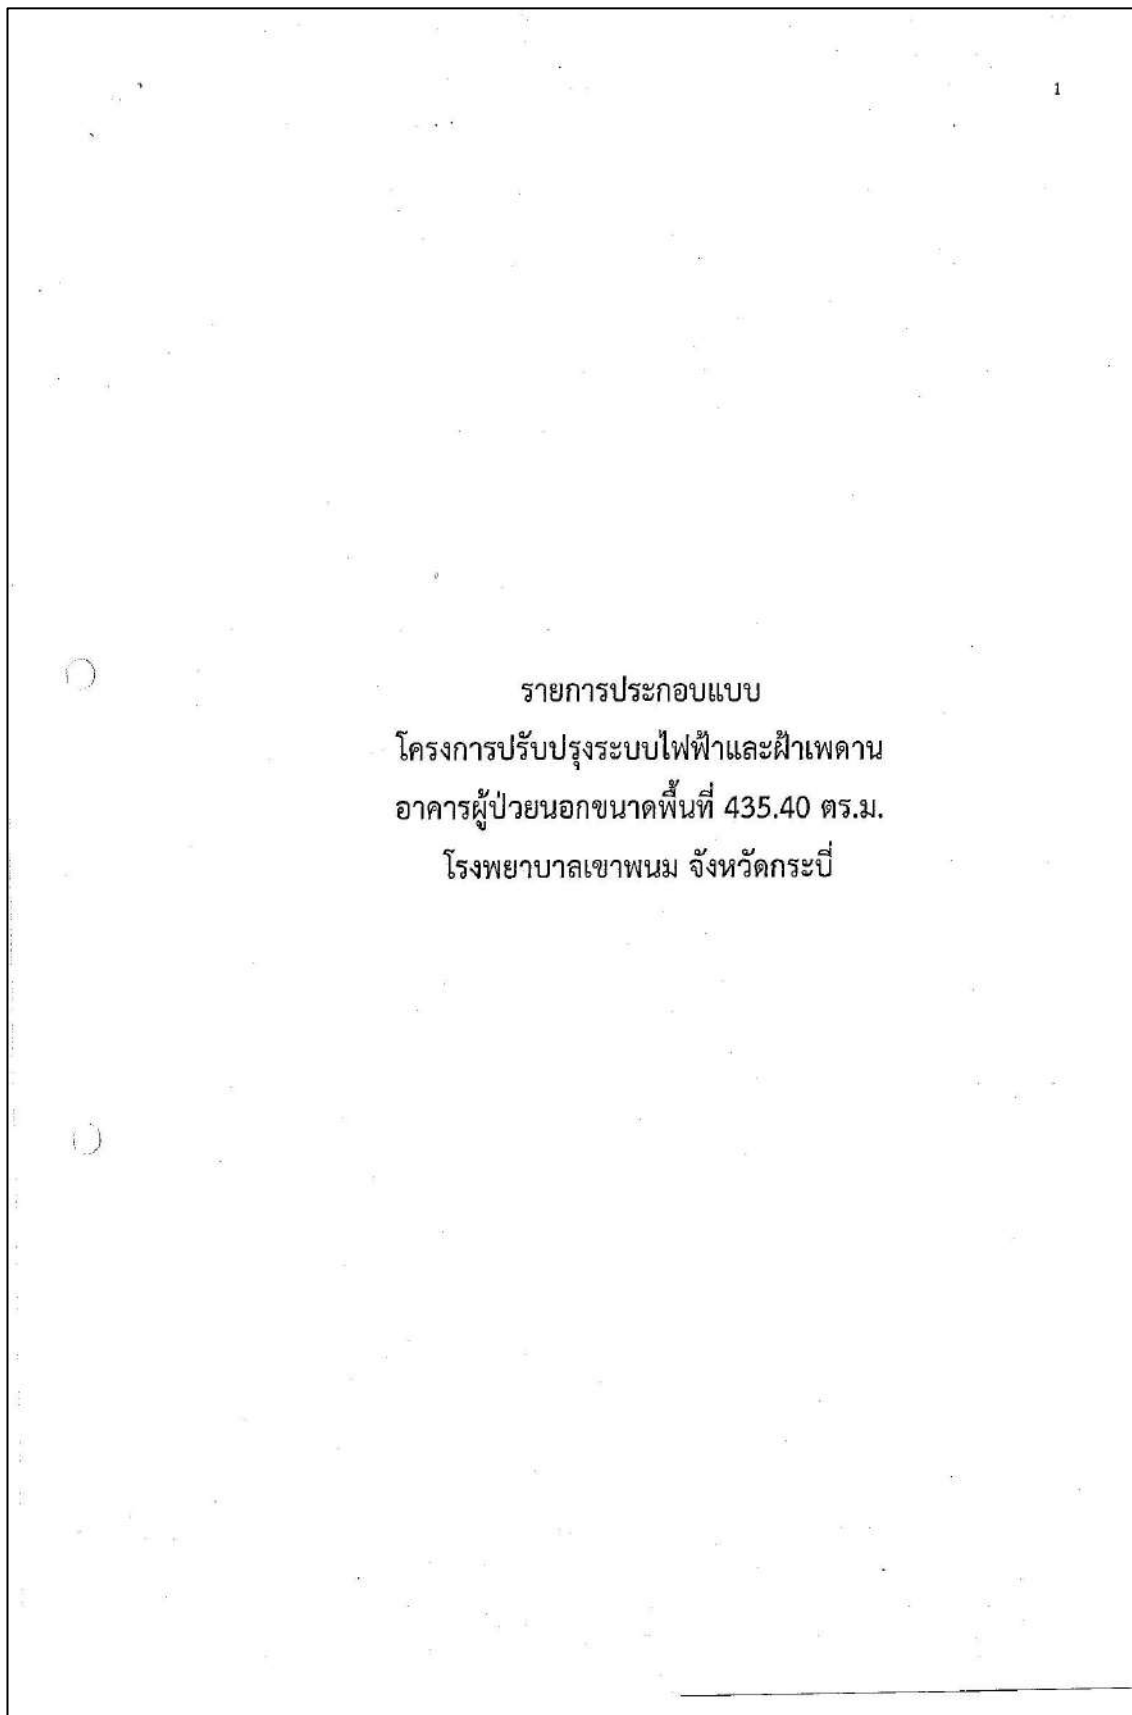 1
รายการประกอบแบบ
โครงการปรับปรุงระบบไฟฟ้าและฝ้าเพดาน
อาคารผู้ป่วยนอกขนาดพื้นที่ 435.40 ตร.ม.
โรงพยาบาลเขาพนม จังหวัดกระบี่